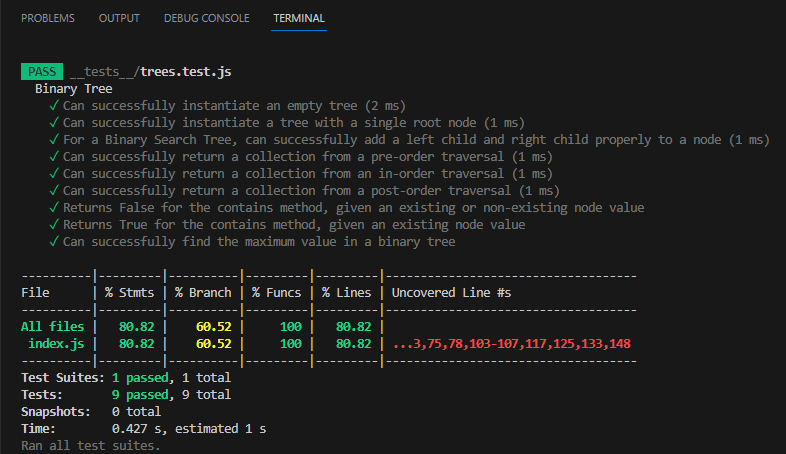 PROBLEMS OUTPUT DEBUG CONSOLE TERMINAL
PASS __tests__/trees.test.js
Binary Tree
✓ Can successfully instantiate an empty tree (2 ms)
✓ Can successfully instantiate a tree with a single root node (1 ms)
✓ For a Binary Search Tree, can successfully add a left child and right child properly to a node (1 ms)
✓ Can successfully return a collection from a pre-order traversal (1 ms)
✓ Can successfully return a collection from an in-order traversal (1 ms)
✓ Can successfully return a collection from a post-order traversal (1 ms)
✓ Returns False for the contains method, given an existing or non-existing node value
✓ Returns True for the contains method, given an existing node value
✓ Can successfully find the maximum value in a binary tree
----------|---------|----------|---------|---------|-----------------------------------
File      | % Stmts | % Branch | % Funcs | % Lines | Uncovered Line #s
----------|---------|----------|---------|---------|-----------------------------------
All files |   80.82 |    60.52 |     100 |   80.82 |
 index.js |   80.82 |    60.52 |     100 |   80.82 | ...3,75,78,103-107,117,125,133,148
----------|---------|----------|---------|---------|-----------------------------------
Test Suites: 1 passed, 1 total
Tests:       9 passed, 9 total
Snapshots:   0 total
Time:        0.427 s, estimated 1 s
Ran all test suites.